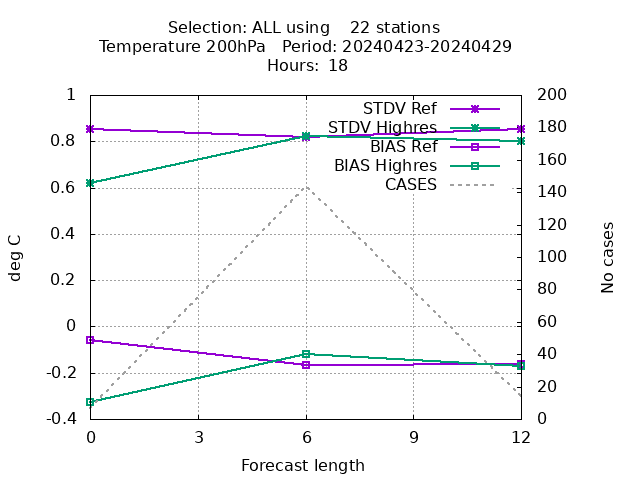 Selection: ALL using    22 stations
Temperature 200hPa   Period: 20240423-20240429
Hours: 18
1
0.8
0.6
0.4
0.2
0
-0.2
-0.4
deg C
STDV Ref
STDV Highres
BIAS Ref
BIAS Highres
CASES
200
180
160
140
120
100
80
60
40
20
0
No cases
0
3
6
9
12
Forecast length